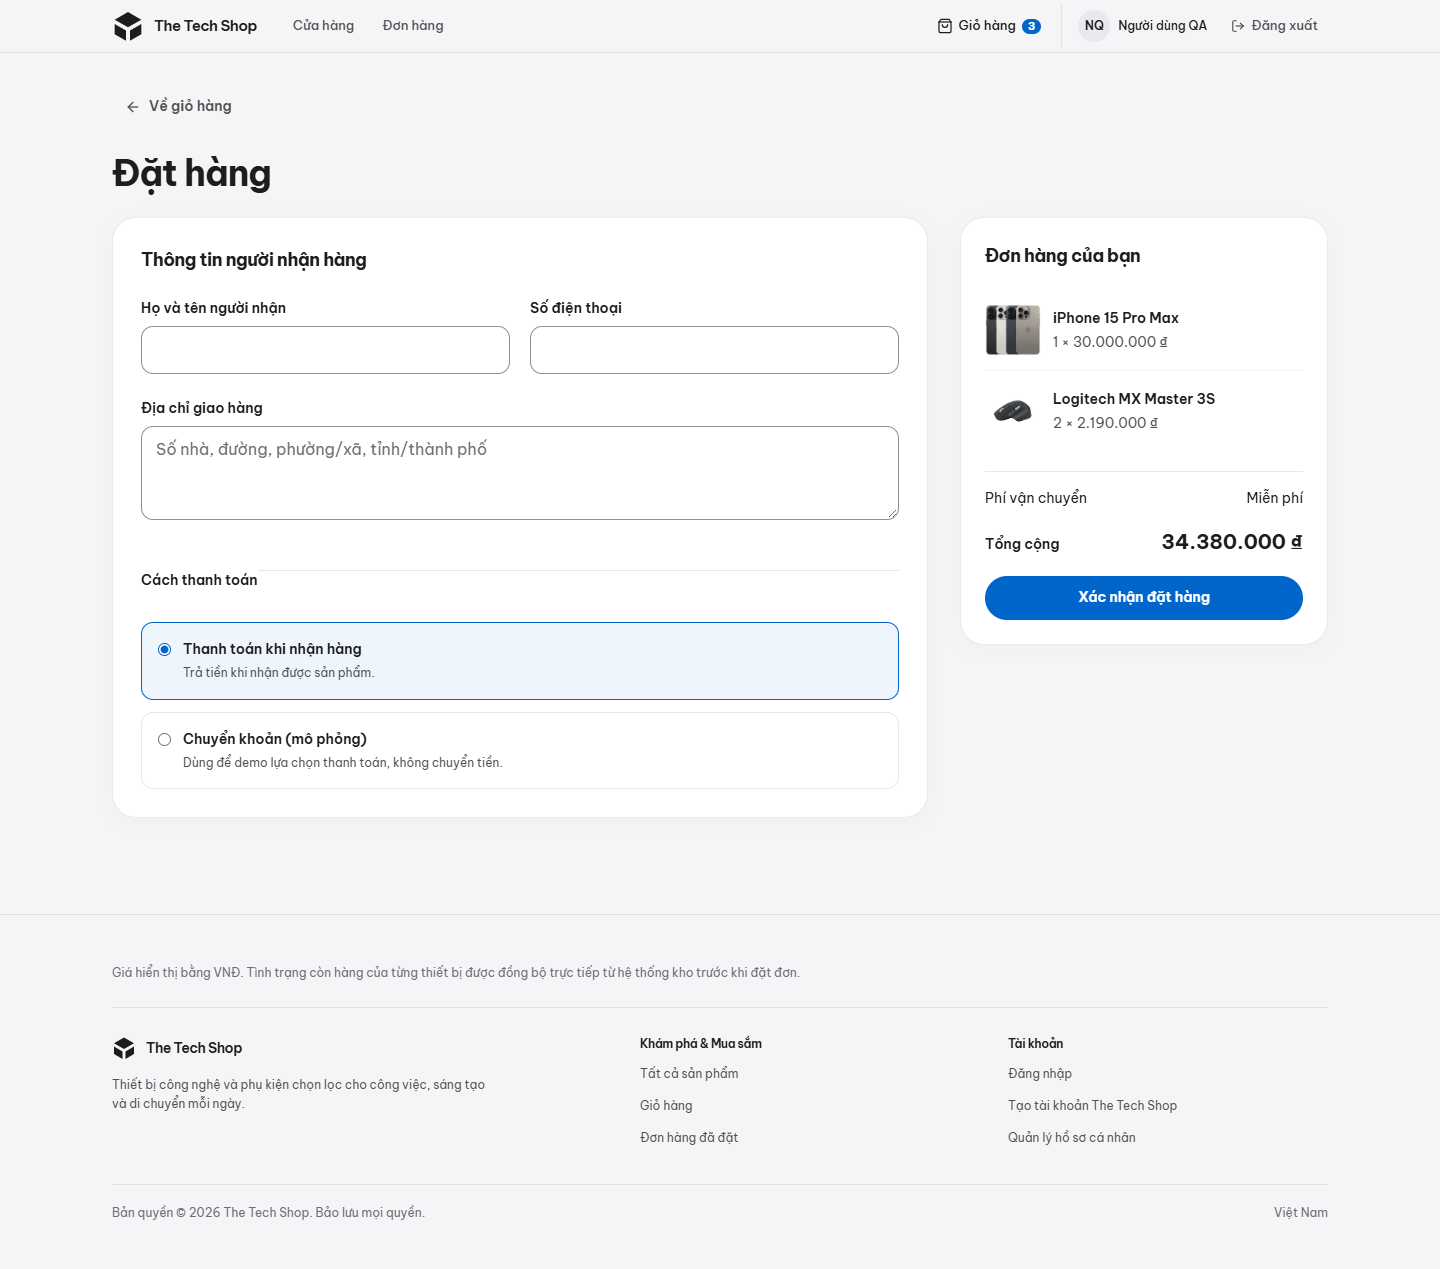 The Tech Shop
Cửa hàng
Đơn hàng
Giỏ hàng 3
NQ Người dùng QA
Đăng xuất
Về giỏ hàng
Đặt hàng
Thông tin người nhận hàng
Họ và tên người nhận
Số điện thoại
Địa chỉ giao hàng
Số nhà, đường, phường/xã, tỉnh/thành phố
Cách thanh toán
Thanh toán khi nhận hàng
Trả tiền khi nhận được sản phẩm.
Chuyển khoản (mô phỏng)
Dùng để demo lựa chọn thanh toán, không chuyển tiền.
Đơn hàng của bạn
iPhone 15 Pro Max
1 × 30.000.000 ₫
Logitech MX Master 3S
2 × 2.190.000 ₫
Phí vận chuyển Miễn phí
Tổng cộng 34.380.000 ₫
Xác nhận đặt hàng
Giá hiển thị bằng VNĐ. Tình trạng còn hàng của từng thiết bị được đồng bộ trực tiếp từ hệ thống kho trước khi đặt đơn.
The Tech Shop
Thiết bị công nghệ và phụ kiện chọn lọc cho công việc, sáng tạo
và di chuyển mỗi ngày.
Khám phá & Mua sắm
Tất cả sản phẩm
Giỏ hàng
Đơn hàng đã đặt
Tài khoản
Đăng nhập
Tạo tài khoản The Tech Shop
Quản lý hồ sơ cá nhân
Bản quyền © 2026 The Tech Shop. Bảo lưu mọi quyền.
Việt Nam